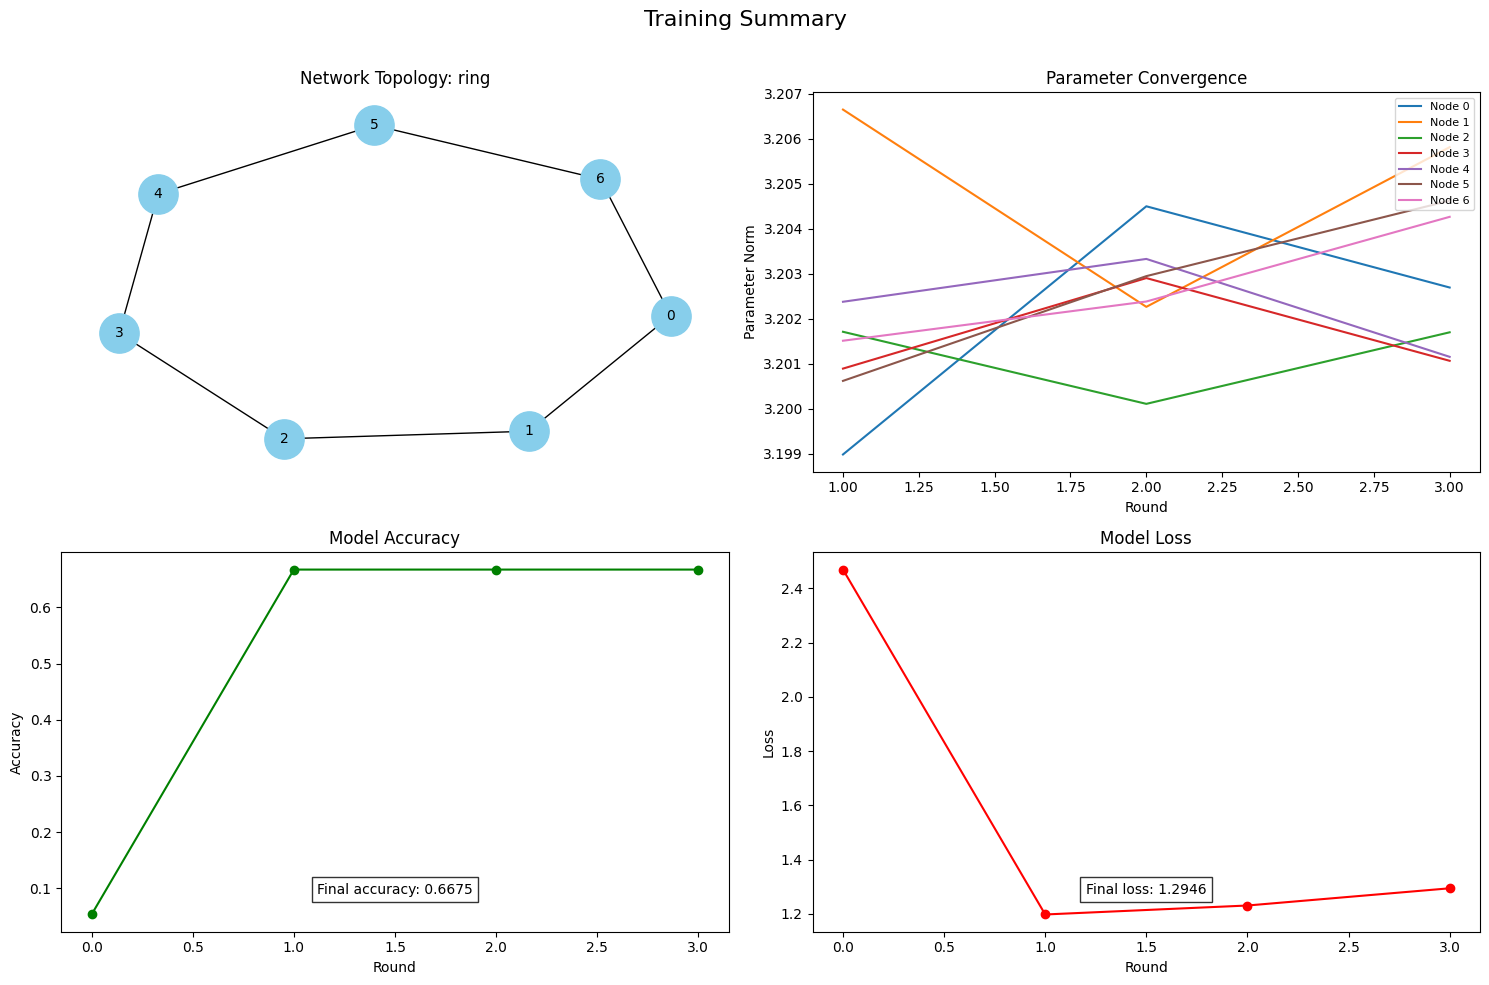 Training Summary
Network Topology: ring
5
6
4
0
3
1
2
Parameter Convergence
3.207
3.206
3.205
3.204
3.203
3.202
3.201
3.200
3.199
Parameter Norm
Node 0
Node 1
Node 2
Node 3
Node 4
Node 5
Node 6
1.00 1.25 1.50 1.75 2.00 2.25 2.50 2.75 3.00
Round
Model Accuracy
0.6
0.5
0.4
0.3
0.2
0.1
Accuracy
Final accuracy: 0.6675
0.0 0.5 1.0 1.5 2.0 2.5 3.0
Round
Model Loss
2.4
2.2
2.0
1.8
1.6
1.4
1.2
Loss
Final loss: 1.2946
0.0 0.5 1.0 1.5 2.0 2.5 3.0
Round